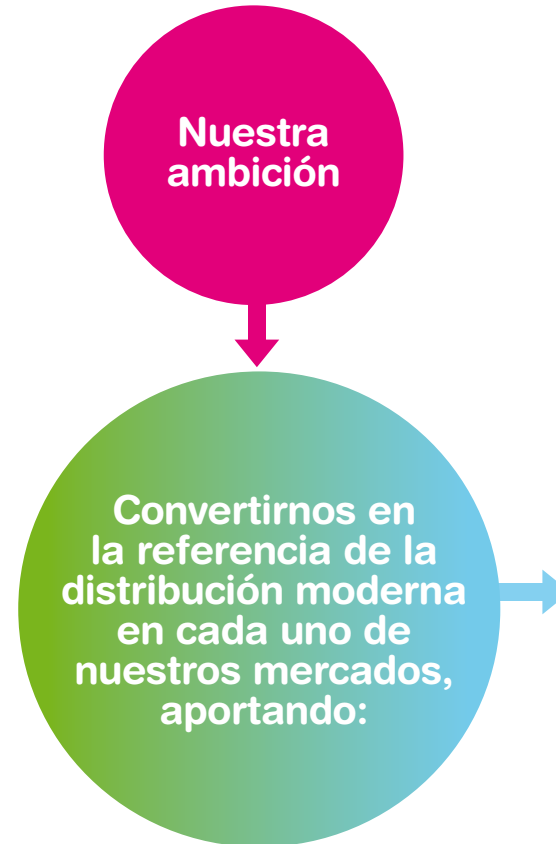 Nuestra
ambición
Convertirnos en
la referencia de la
distribución moderna
en cada uno de
nuestros mercados,
aportando: